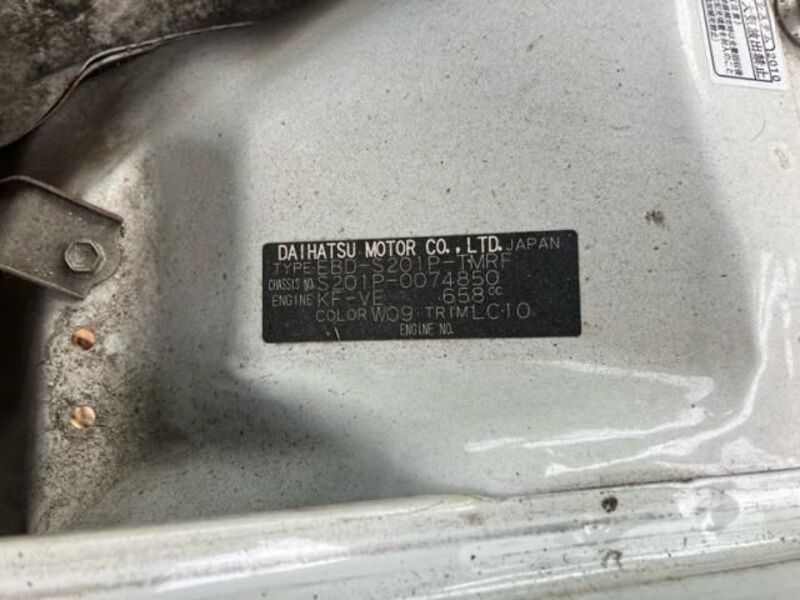 DAIHATSU MOTOR CO.,LTD. JAPAN
TYPE EBD-S201P-TMRF
CHASSIS NO. S201P-0074850
ENGINE KF-VE 658cc
COLOR W09 TRIM LC10
ENGINE NO.
2010